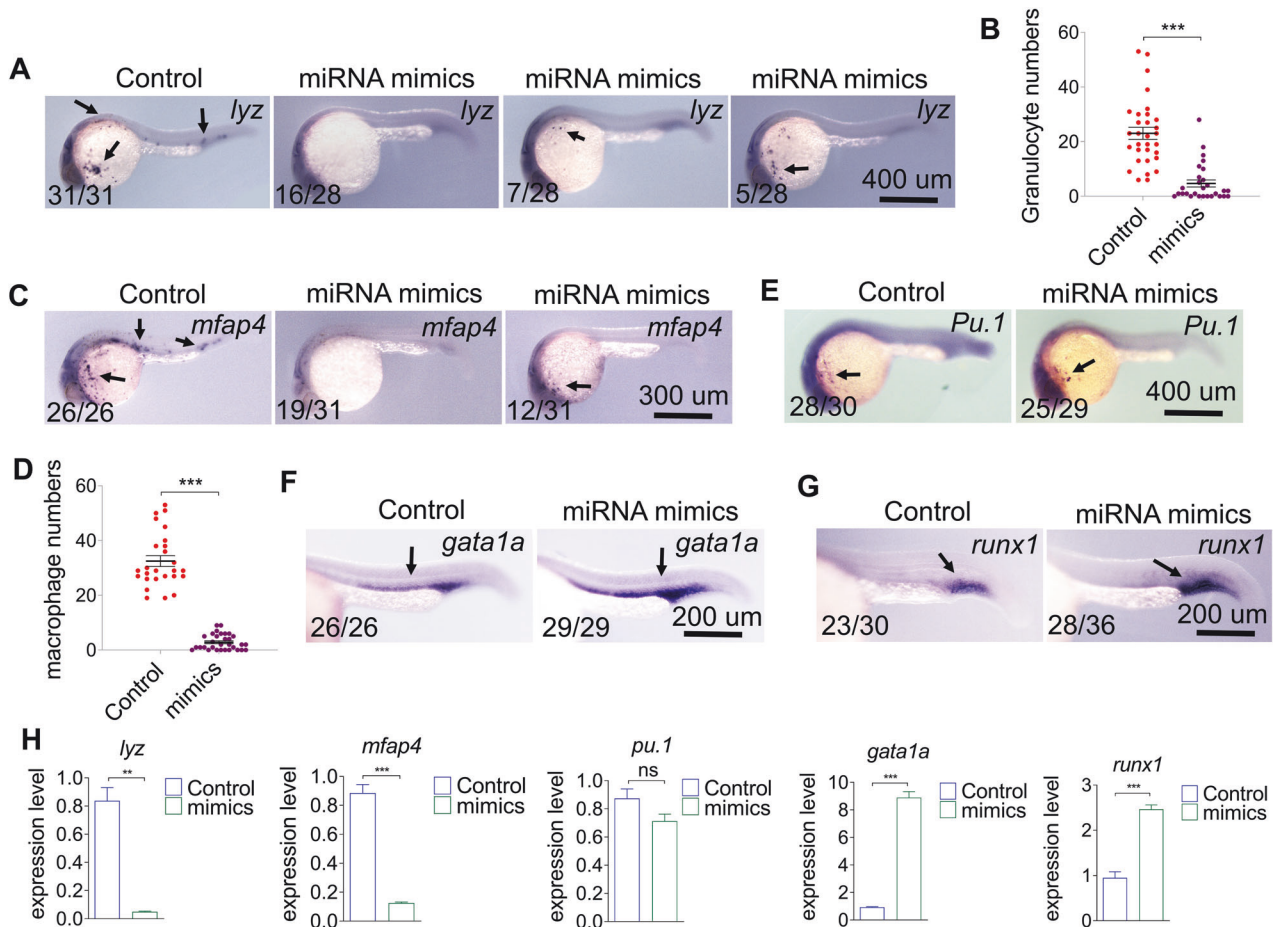 A
Control
miRNA mimics
miRNA mimics
miRNA mimics
lyz
lyz
lyz
lyz
31/31
16/28
7/28
5/28
400 um
B
Granulocyte numbers
60
40
20
0
***
Control
mimics
C
Control
miRNA mimics
miRNA mimics
mfap4
mfap4
mfap4
26/26
19/31
12/31
300 um
E
Control
miRNA mimics
Pu.1
Pu.1
28/30
25/29
400 um
D
macrophage numbers
60
40
20
0
***
Control
mimics
F
Control
miRNA mimics
gata1a
gata1a
26/26
29/29
200 um
G
Control
miRNA mimics
runx1
runx1
23/30
28/36
200 um
H
lyz
expression level
1.0
0.8
0.6
0.4
0.2
0.0
**
Control
mimics
mfap4
expression level
1.0
0.8
0.6
0.4
0.2
0.0
***
Control
mimics
pu.1
expression level
1.0
0.8
0.6
0.4
0.2
0.0
ns
Control
mimics
gata1a
expression level
10
8
6
4
2
0
***
Control
mimics
runx1
expression level
3
2
1
0
***
Control
mimics